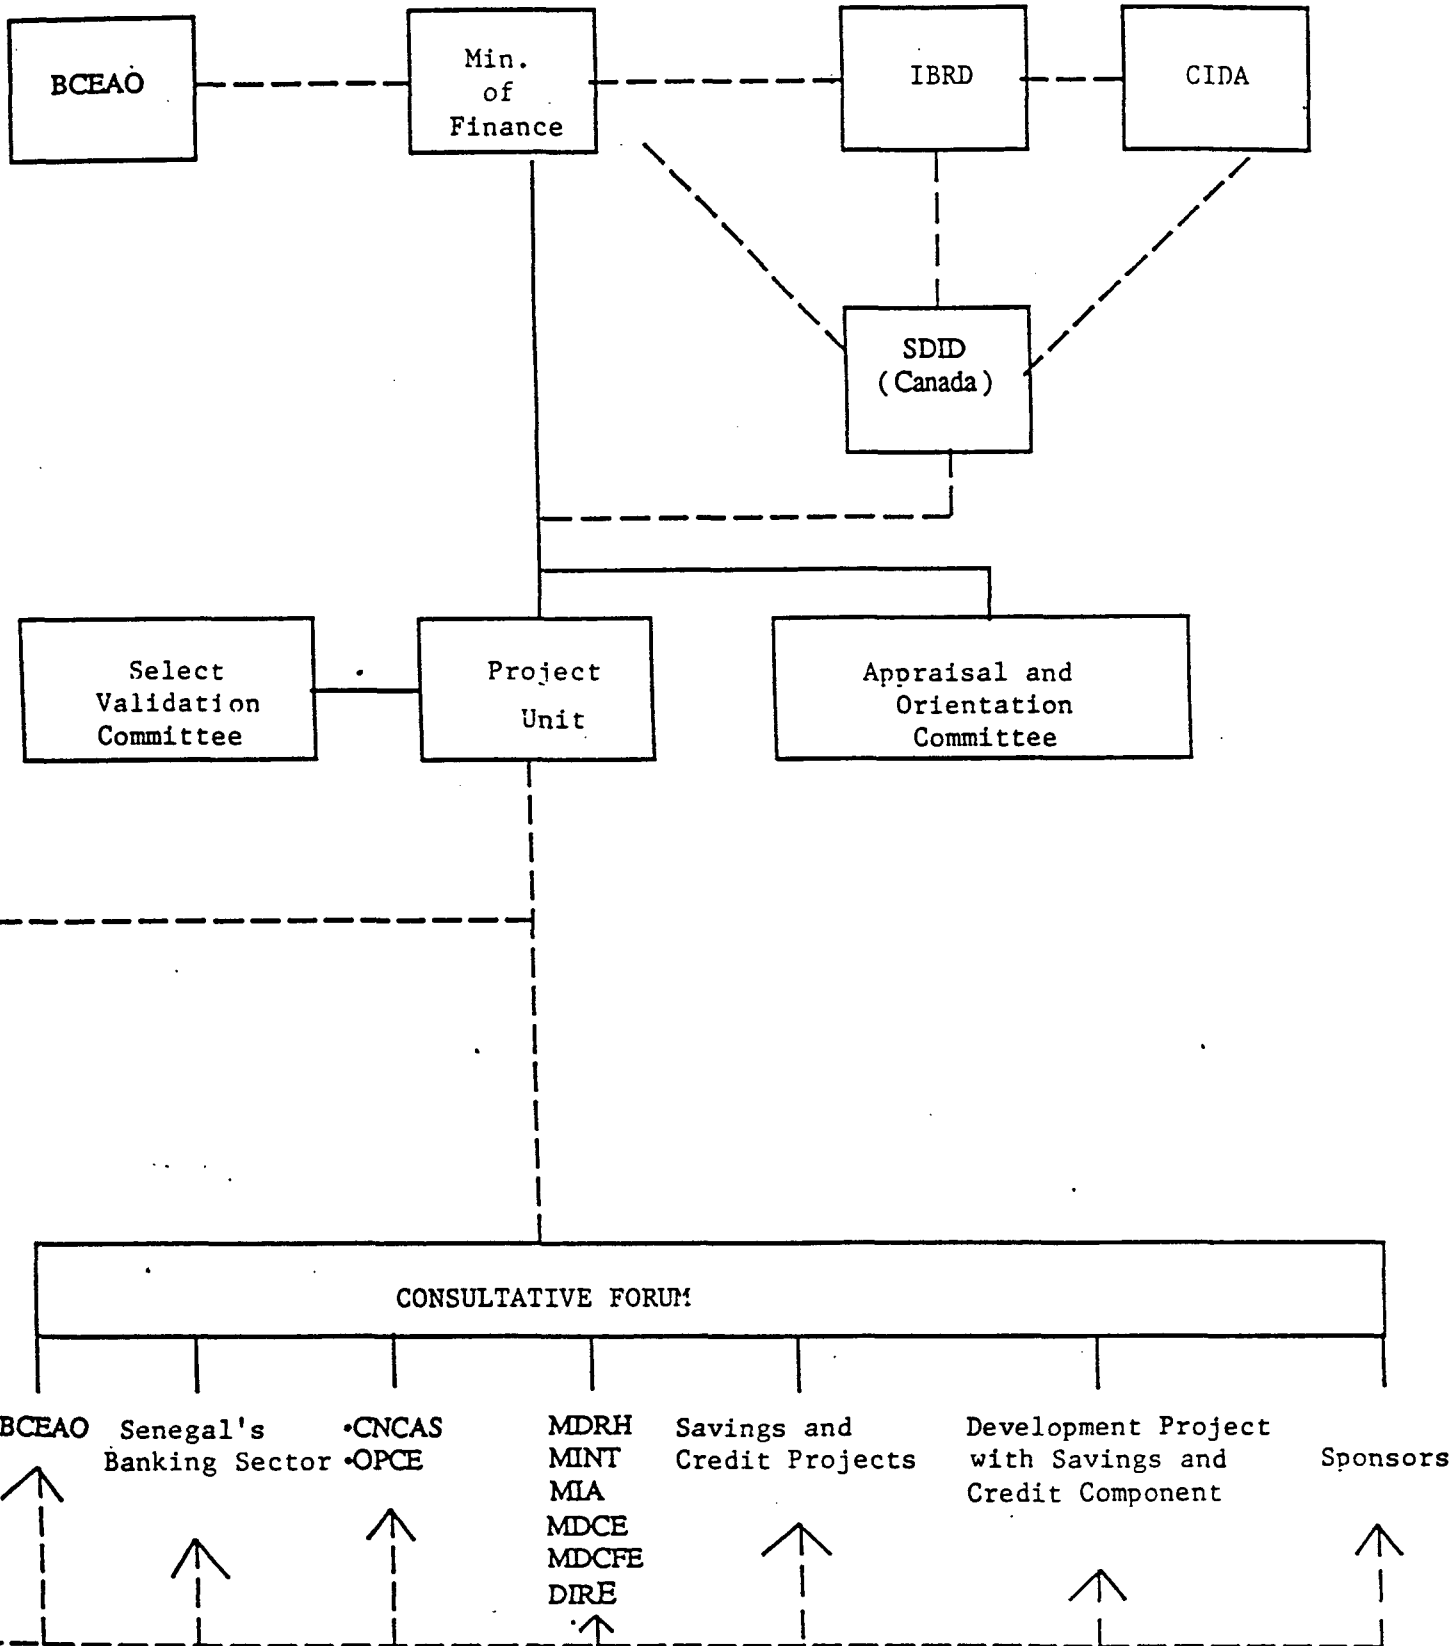 BCEAO
Min.
of
Finance
IBRD
CIDA
SDID
(Canada)
Select
Validation
Committee
Project
Unit
Appraisal and
Orientation
Committee
CONSULTATIVE FORUM
BCEAO
Senegal's
Banking Sector
•CNCAS
•OPCE
MDRH
MINT
MIA
MDCE
MDCFE
DIRE
Savings and
Credit Projects
Development Project
with Savings and
Credit Component
Sponsors